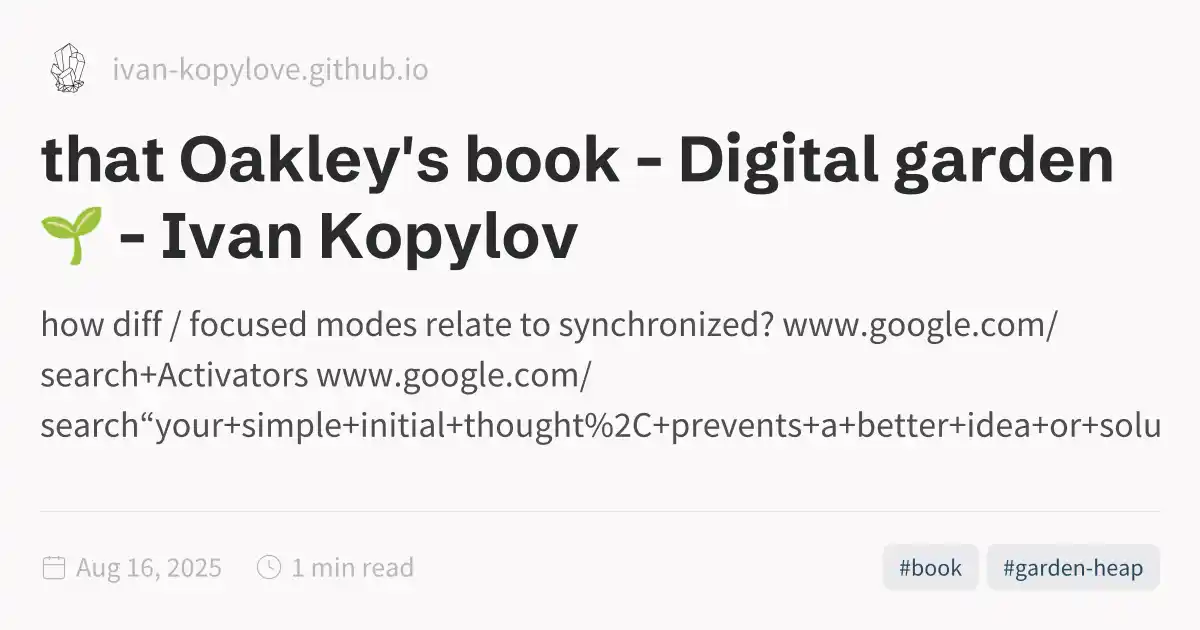 ivan-kopylove.github.io
that Oakley's book - Digital garden
🌱 - Ivan Kopylov
how diff / focused modes relate to synchronized? www.google.com/
search+Activators www.google.com/
search“your+simple+initial+thought%2C+prevents+a+better+idea+or+solu
Aug 16, 2025 1 min read #book #garden-heap